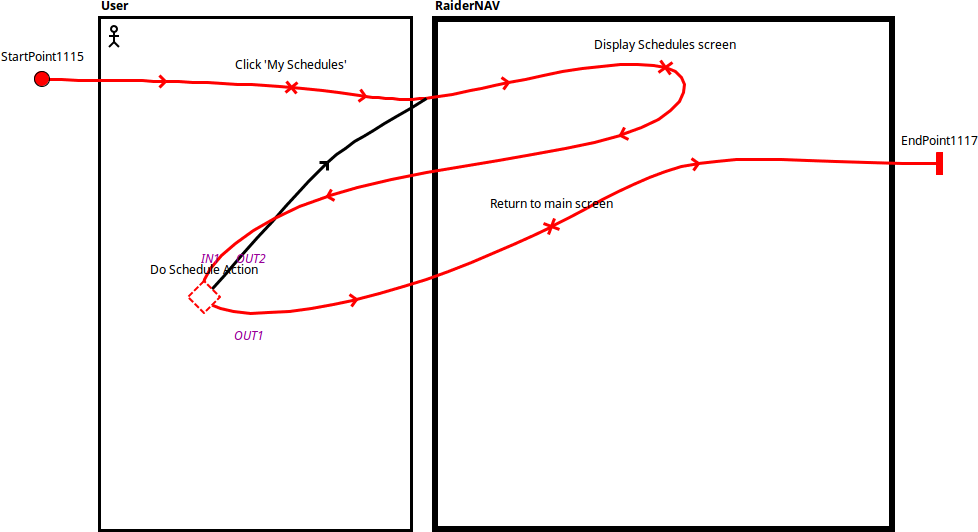 User
RaiderNAV
Display Schedules screen
StartPoint1115
Click 'My Schedules'
EndPoint1117
Return to main screen
IN1
OUT2
Do Schedule Action
OUT1